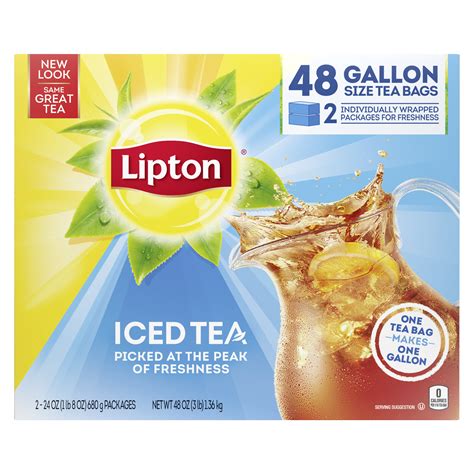 NEW
LOOK
SAME
GREAT
TEA
48 GALLON
SIZE TEA BAGS
2 INDIVIDUALLY WRAPPED
PACKAGES FOR FRESHNESS
Lipton
ICED TEA
PICKED AT THE PEAK
OF FRESHNESS
ONE
TEA BAG
MAKES
ONE
GALLON
2 - 24 OZ (1 lb 8 OZ) 680 g PACKAGES
NET WT 48 OZ (3 lb) 1.36 kg
SERVING SUGGESTION
0
CALORIES